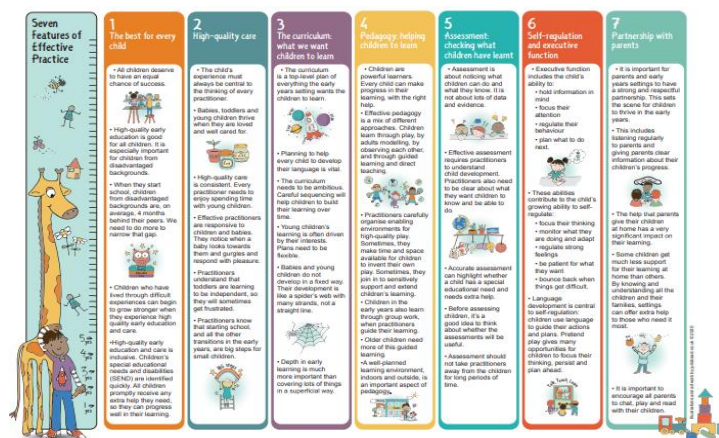 Seven
Features of
Effective
Practice
1
The best for every
child
• All children deserve
to have an equal
chance of success.
• High-quality early
education is good
for all children. It is
especially important
for children from
disadvantaged
backgrounds.
• When they start
school, children
from disadvantaged
backgrounds are, on
average, 4 months
behind their peers. We
need to do more to
narrow that gap.
• Children who have
lived through difficult
experiences can begin
to grow stronger when
they experience high
quality early education
and care.
•High-quality early
education and care is
inclusive. Children's
special educational
needs and disabilities
(SEND) are identified
quickly. All children
promptly receive any
extra help they need,
so they can progress
well in their learning.
2
High-quality care
• The child's
experience must
always be central to
the thinking of every
practitioner.
• Babies, toddlers and
young children thrive
when they are loved
and well cared for.
• High-quality care
is consistent. Every
practitioner needs to
enjoy spending time
with young children.
• Effective practitioners
are responsive to
children and babies.
They notice when a
baby looks towards
them and gurgles and
respond with pleasure.
• Practitioners
understand that
toddlers are learning
to be independent, so
they will sometimes
get frustrated.
• Practitioners know
that starting school,
and all the other
transitions in the early
years, are big steps for
small children.
3
The curriculum:
what we want
children to learn
• The curriculum
is a top-level plan of
everything the early
years setting wants the
children to learn.
• Planning to help
every child to develop
their language is vital.
• The curriculum
needs to be ambitious.
Careful sequencing will
help children to build
their learning over
time.
• Young children's
learning is often driven
by their interests.
Plans need to be
flexible.
• Babies and young
children do not
develop in a fixed way.
Their development is
like a spider's web with
many strands, not a
straight line.
• Depth in early
learning is much
more important than
covering lots of things
in a superficial way.
4
Pedagogy: helping
children to learn
• Children are
powerful learners.
Every child can make
progress in their
learning, with the right
help.
• Effective pedagogy
is a mix of different
approaches. Children
learn through play, by
adults modelling, by
observing each other,
and through guided
learning and direct
teaching.
• Practitioners carefully
organise enabling
environments for
high-quality play.
Sometimes, they
make time and space
available for children
to invent their own
play. Sometimes, they
join in to sensitively
support and extend
children's learning.
• Children in the
early years also learn
through group work,
when practitioners
guide their learning.
• Older children need
more of this guided
learning.
• A well-planned
learning environment,
indoors and outside, is
an important aspect of
pedagogy.
5
Assessment:
checking what
children have learnt
• Assessment is
about noticing what
children can do and
what they know. It is
not about lots of data
and evidence.
• Effective assessment
requires practitioners
to understand
child development.
Practitioners also need
to be clear about what
they want children to
know and be able to
do.
• Accurate assessment
can highlight whether
a child has a special
educational need and
needs extra help.
• Before assessing
children, it's a
good idea to think
about whether the
assessments will be
useful.
• Assessment should
not take practitioners
away from the children
for long periods of
time.
6
Self-regulation
and executive
function
• Executive function
includes the child's
ability to:
• hold information in
mind
• focus their
attention
• regulate their
behaviour
• plan what to do
next.
• These abilities
contribute to the child's
growing ability to self-
regulate:
• focus their thinking
• monitor what they
are doing and adapt
• regulate strong
feelings
• be patient for what
they want
• bounce back when
things get difficult.
• Language
development is central
to self-regulation:
children use language
to guide their actions
and plans. Pretend
play gives many
opportunities for
children to focus their
thinking, persist and
plan ahead.
7
Partnership with
parents
• It is important for
parents and early
years settings to have
a strong and respectful
partnership. This sets
the scene for children
to thrive in the early
years.
• This includes
listening regularly
to parents and
giving parents clear
information about their
children's progress.
• The help that parents
give their children
at home has a very
significant impact on
their learning.
• Some children get
much less support
for their learning at
home than others.
By knowing and
understanding all the
children and their
families, settings
can offer extra help
to those who need it
most.
• It is important to
encourage all parents
to chat, play and read
with their children.